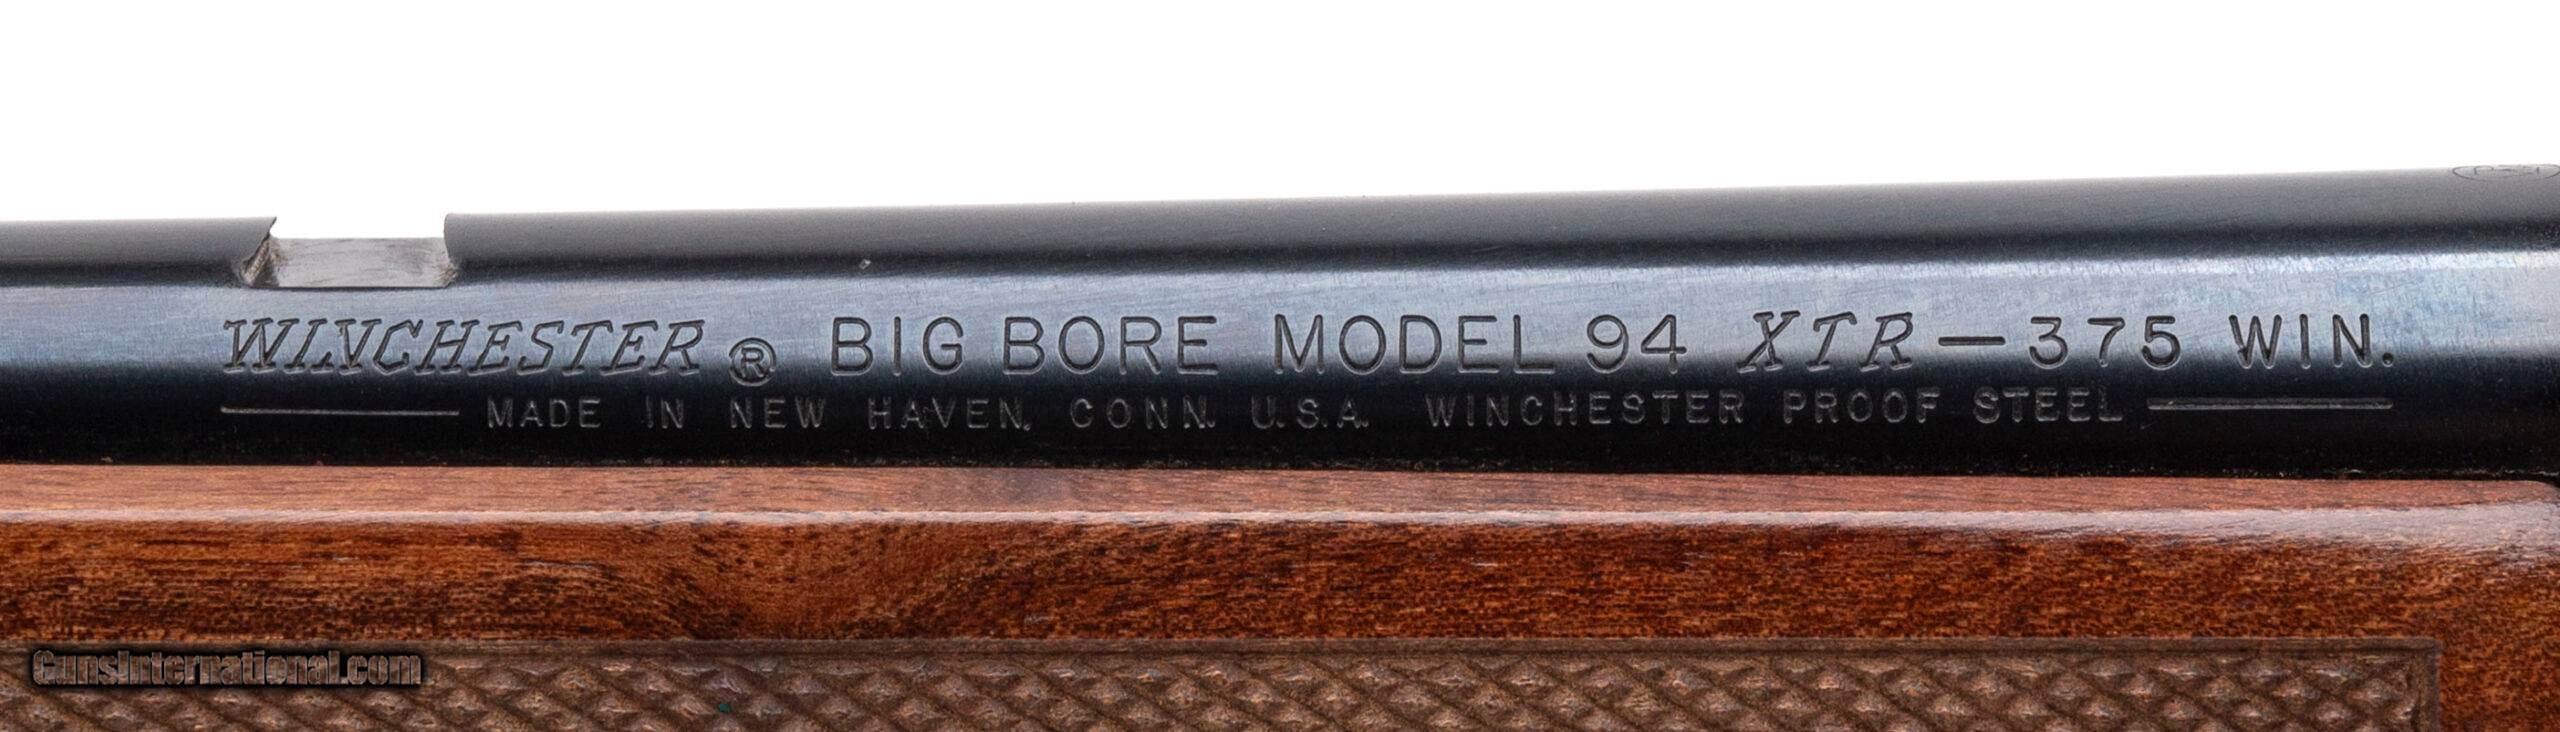 WINCHESTER® BIG BORE MODEL 94 XTR — 375 WIN.
MADE IN NEW HAVEN, CONN. U.S.A. WINCHESTER PROOF STEEL
GunsInternational.com